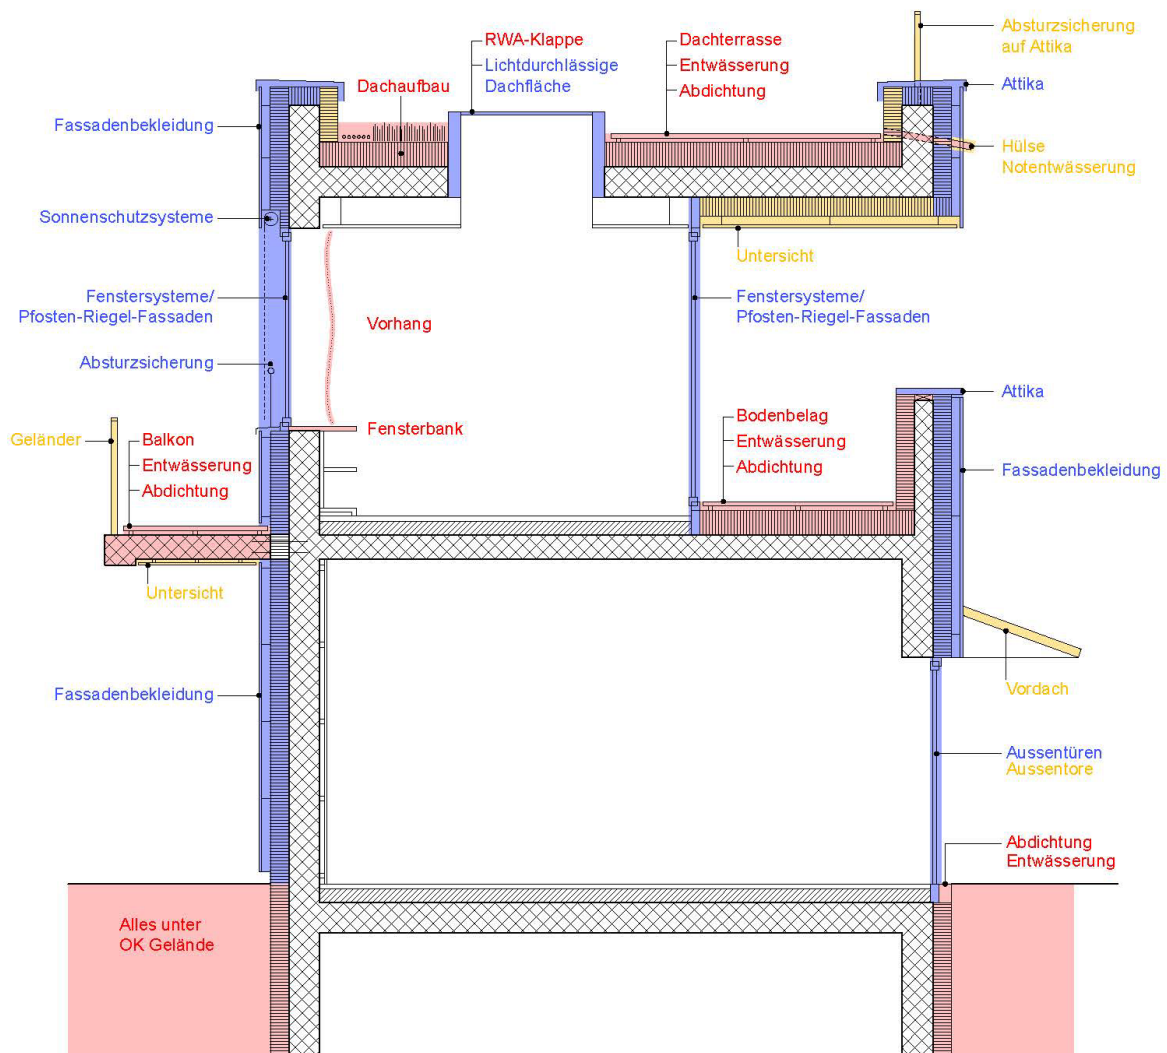 Absturzsicherung
auf Attika
RWA-Klappe
Lichtdurchlässige
Dachfläche
Dachterrasse
Entwässerung
Abdichtung
Dachaufbau
Attika
Fassadenbekleidung
Hülse
Notentwässerung
Sonnenschutzsysteme
Untersicht
Fenstersysteme/
Pfosten-Riegel-Fassaden
Vorhang
Fenstersysteme/
Pfosten-Riegel-Fassaden
Absturzsicherung
Attika
Geländer
Balkon
Entwässerung
Abdichtung
Fensterbank
Bodenbelag
Entwässerung
Abdichtung
Fassadenbekleidung
Untersicht
Fassadenbekleidung
Vordach
Aussentüren
Aussentore
Abdichtung
Entwässerung
Alles unter
OK Gelände